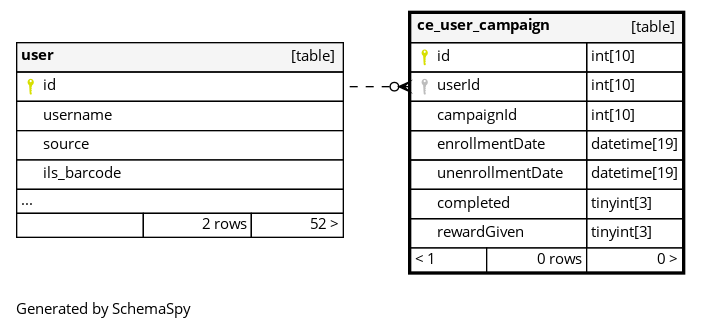 user [table]
id
username
source
ils_barcode
...
2 rows 52 >
ce_user_campaign [table]
id int[10]
userId int[10]
campaignId int[10]
enrollmentDate datetime[19]
unenrollmentDate datetime[19]
completed tinyint[3]
rewardGiven tinyint[3]
< 1 0 rows 0 >
Generated by SchemaSpy